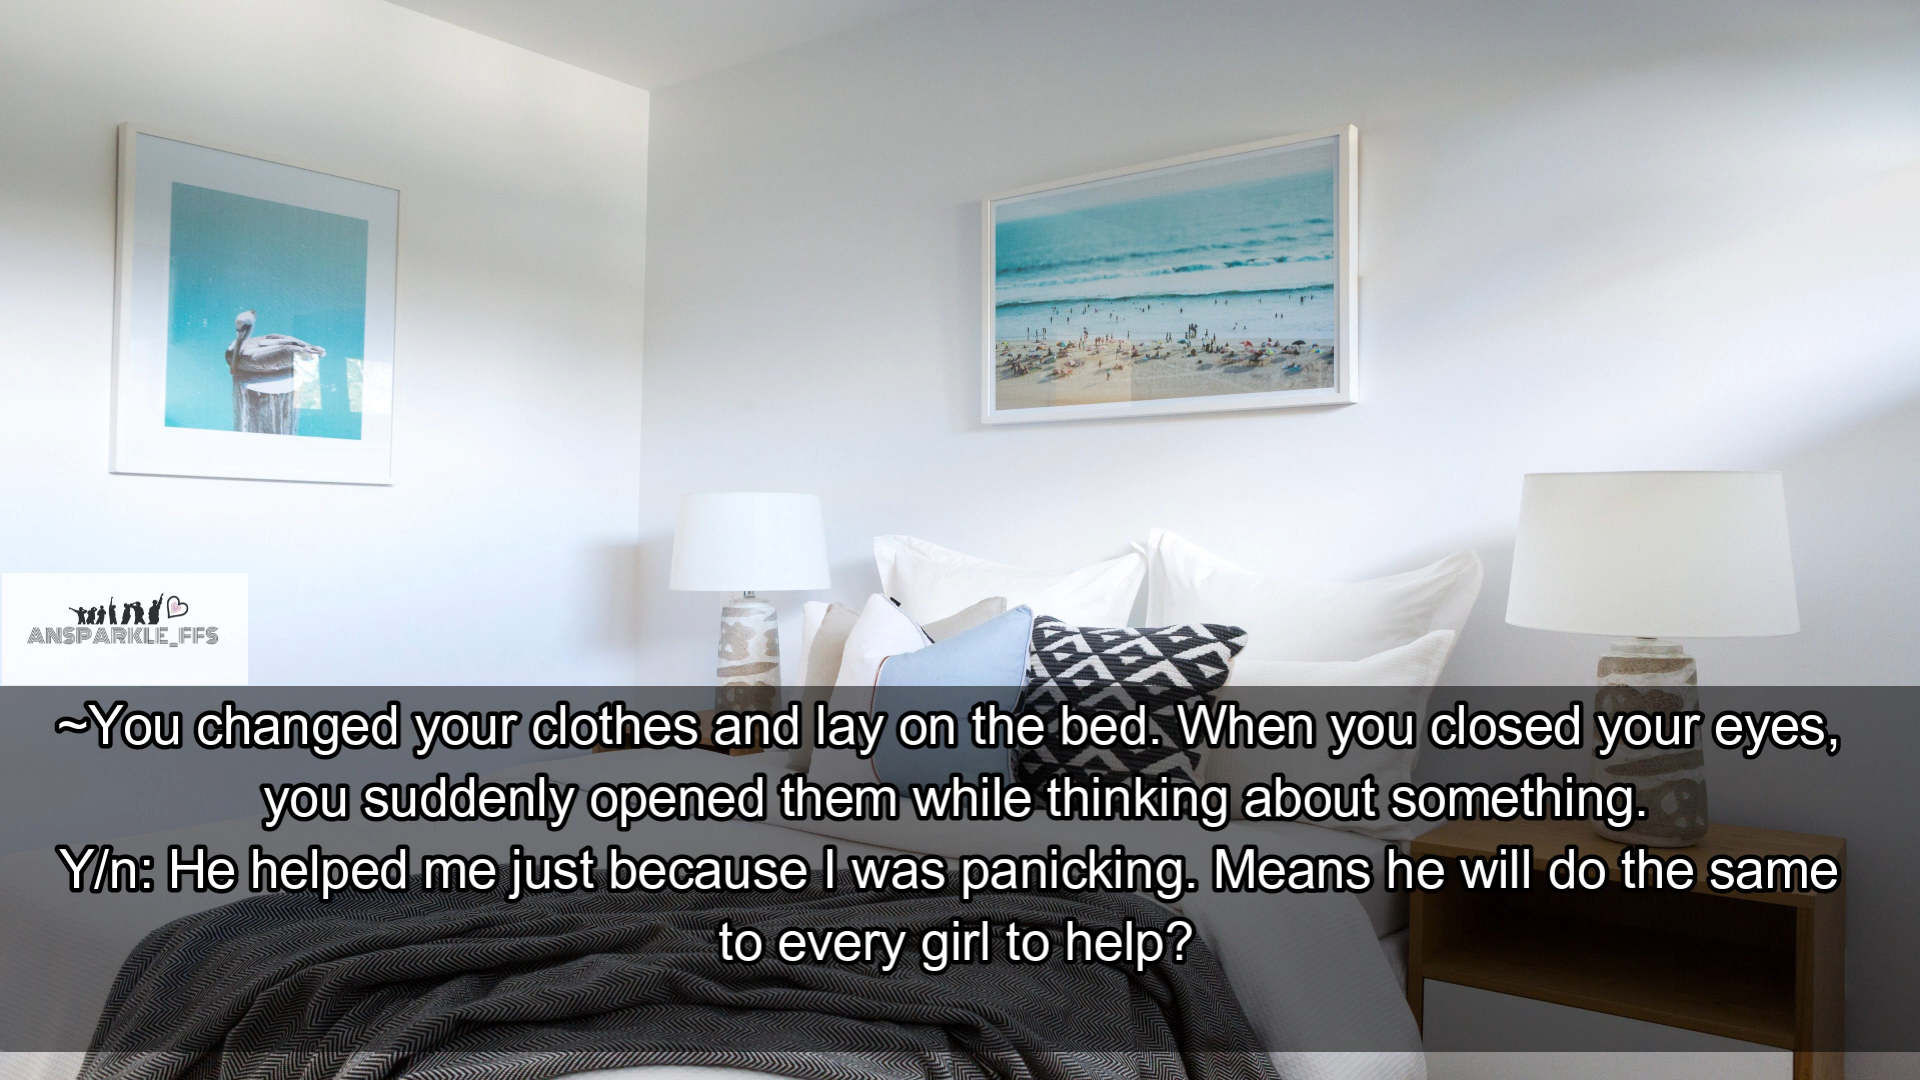 ANSPARKLE_FFS
~You changed your clothes and lay on the bed. When you closed your eyes,
you suddenly opened them while thinking about something.
Y/n: He helped me just because I was panicking. Means he will do the same
to every girl to help?